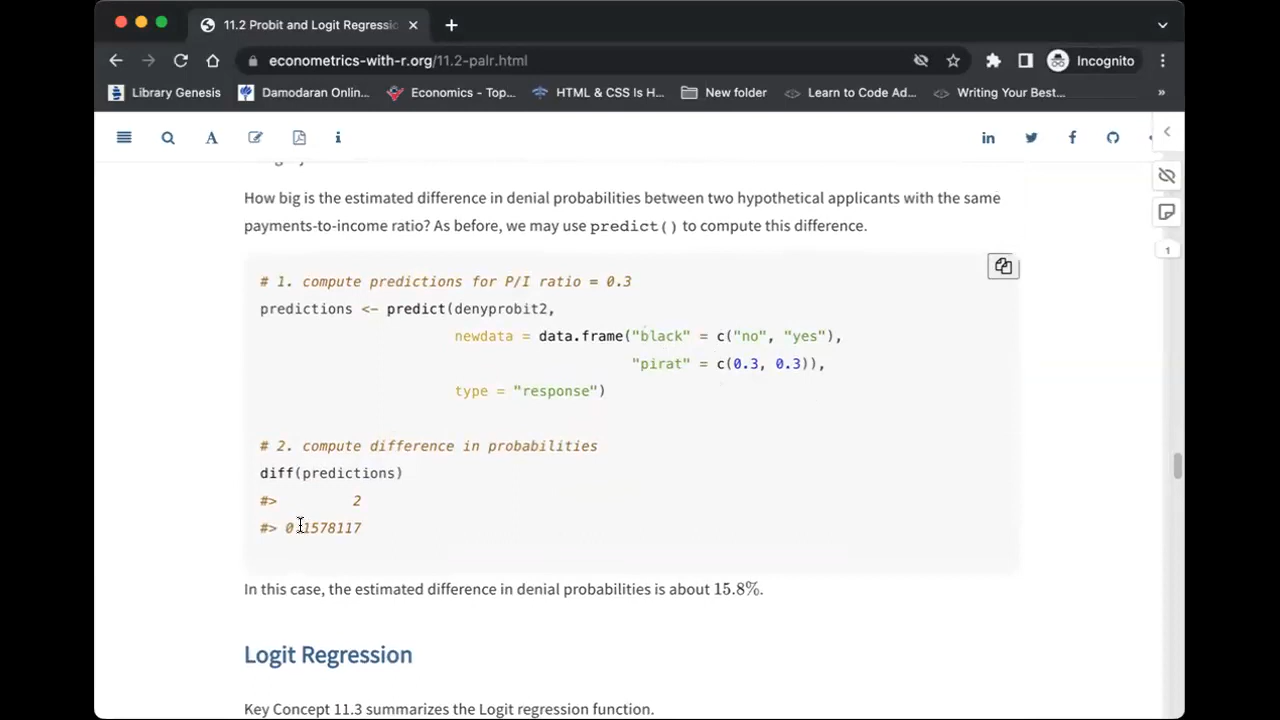 11.2 Probit and Logit Regressi
econometrics-with-r.org/11.2-palr.html
Incognito
Library Genesis
Damodaran Onlin...
Economics - Top...
HTML & CSS Is H...
New folder
Learn to Code Ad...
Writing Your Best...
»
A
i
in
f
How big is the estimated difference in denial probabilities between two hypothetical applicants with the same
payments-to-income ratio? As before, we may use predict() to compute this difference.
# 1. compute predictions for P/I ratio = 0.3
predictions <- predict(denyprobit2,
newdata = data.frame("black" = c("no", "yes"),
"pirat" = c(0.3, 0.3)),
type = "response")
# 2. compute difference in probabilities
diff(predictions)
#> 2
#> 0.1578117
In this case, the estimated difference in denial probabilities is about 15.8%.
Logit Regression
Key Concept 11.3 summarizes the Logit regression function.
1